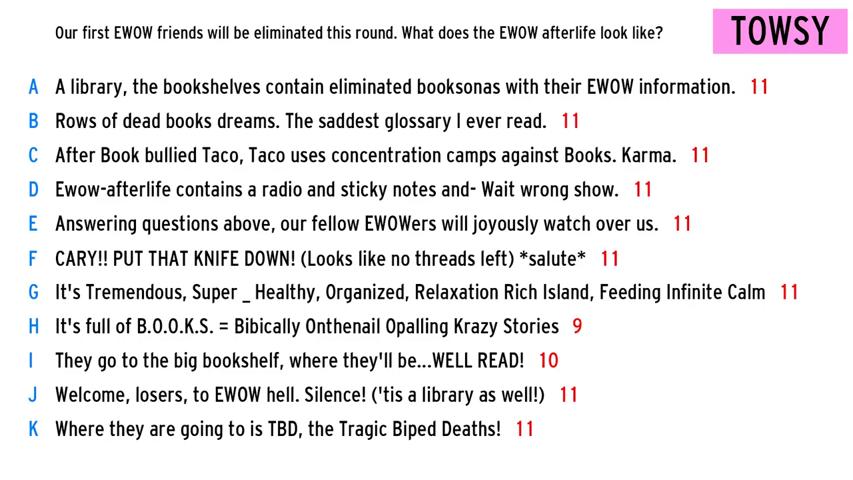 Our first EWOW friends will be eliminated this round. What does the EWOW afterlife look like?
TOWSY
A A library, the bookshelves contain eliminated booksonas with their EWOW information. 11
B Rows of dead books dreams. The saddest glossary I ever read. 11
C After Book bullied Taco, Taco uses concentration camps against Books. Karma. 11
D Ewow-afterlife contains a radio and sticky notes and- Wait wrong show. 11
E Answering questions above, our fellow EWOWers will joyously watch over us. 11
F CARY!! PUT THAT KNIFE DOWN! (Looks like no threads left) *salute* 11
G It's Tremendous, Super _ Healthy, Organized, Relaxation Rich Island, Feeding Infinite Calm 11
H It's full of B.O.O.K.S. = Bibically Onthenail Opalling Krazy Stories 9
I They go to the big bookshelf, where they'll be...WELL READ! 10
J Welcome, losers, to EWOW hell. Silence! ('tis a library as well!) 11
K Where they are going to is TBD, the Tragic Biped Deaths! 11